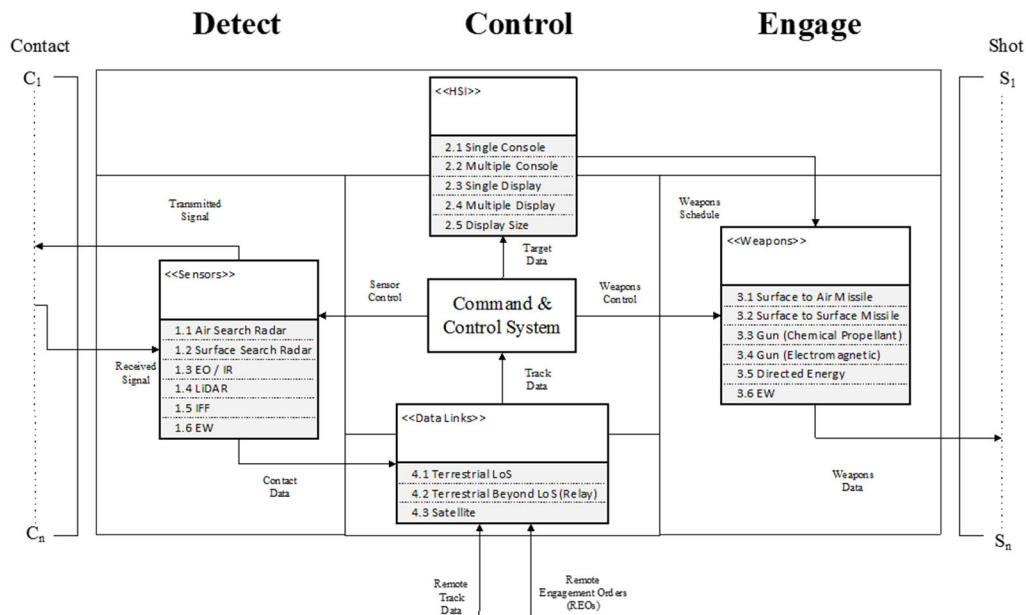 Detect
Control
Engage
Contact
Shot
C1
S1
<<HSI>>
2.1 Single Console
2.2 Multiple Console
2.3 Single Display
2.4 Multiple Display
2.5 Display Size
Transmitted
Signal
Weapons
Schedule
<<Sensors>>
1.1 Air Search Radar
1.2 Surface Search Radar
1.3 EO / IR
1.4 LiDAR
1.5 IFF
1.6 EW
Target
Data
Sensor
Control
Command &
Control System
Weapons
Control
<<Weapons>>
3.1 Surface to Air Missile
3.2 Surface to Surface Missile
3.3 Gun (Chemical Propellant)
3.4 Gun (Electromagnetic)
3.5 Directed Energy
3.6 EW
Received
Signal
Track
Data
<<Data Links>>
4.1 Terrestrial LoS
4.2 Terrestrial Beyond LoS (Relay)
4.3 Satellite
Contact
Data
Weapons
Data
Cn
Sn
Remote
Track
Data
Remote
Engagement Orders
(REOs)